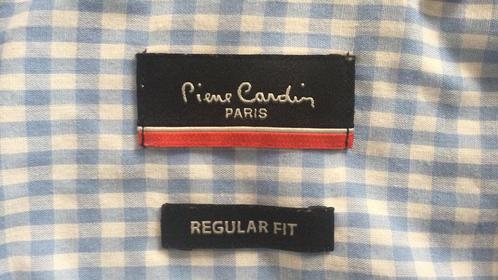 Pierre Cardin
PARIS
REGULAR FIT